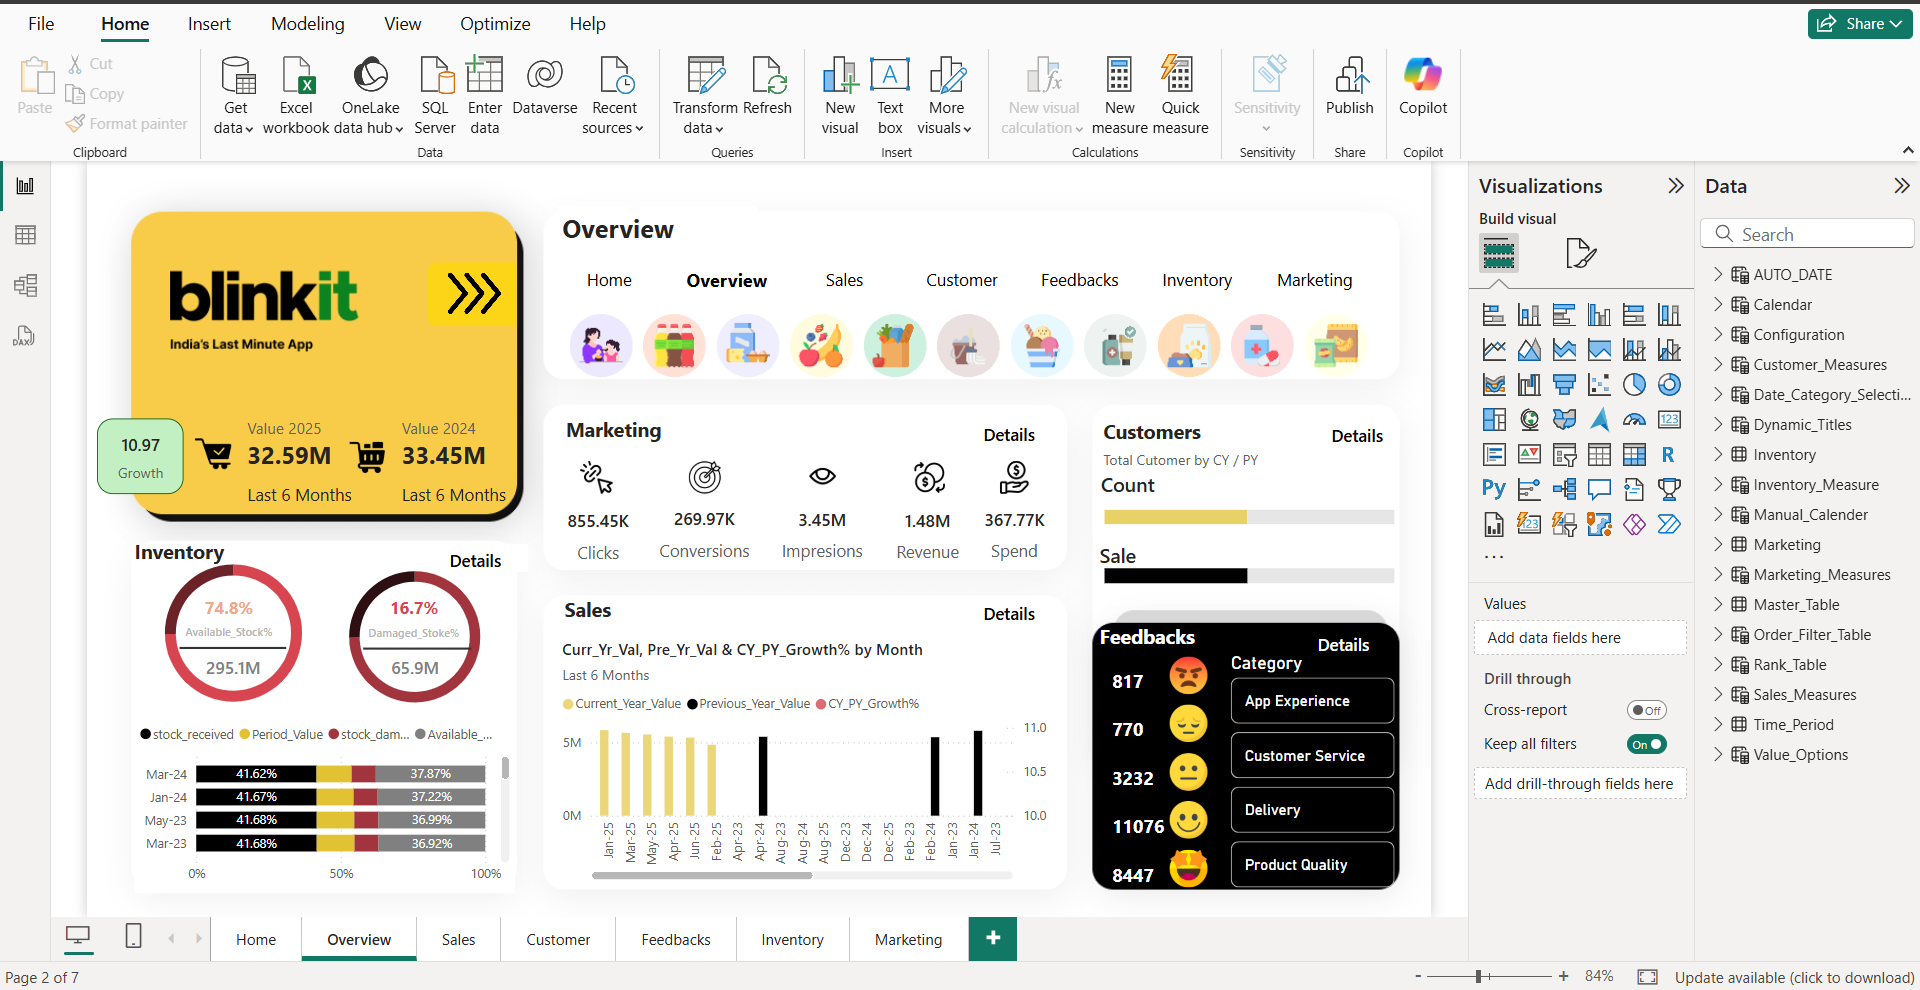 File Home Insert Modeling View Optimize Help Share
Paste
Cut
Copy
Format painter
Clipboard
Get data
Excel workbook
OneLake data hub
SQL Server
Enter data
Dataverse
Recent sources
Data
Transform data
Refresh
Queries
New visual
Text box
More visuals
Insert
New visual calculation
New measure
Quick measure
Calculations
Sensitivity
Sensitivity
Publish
Share
Copilot
Copilot
blinkit
India's Last Minute App
10.97
Growth
Value 2025
32.59M
Last 6 Months
Value 2024
33.45M
Last 6 Months
Overview
Home Overview Sales Customer Feedbacks Inventory Marketing
Marketing
Details
855.45K
Clicks
269.97K
Conversions
3.45M
Impresions
1.48M
Revenue
367.77K
Spend
Customers
Details
Total Cutomer by CY / PY
Count
Sale
Inventory
Details
74.8%
Available_Stock%
295.1M
16.7%
Damaged_Stoke%
65.9M
stock_received Period_Value stock_dam... Available_...
Mar-24 41.62% 37.87%
Jan-24 41.67% 37.22%
May-23 41.68% 36.99%
Mar-23 41.68% 36.92%
0% 50% 100%
Sales
Details
Curr_Yr_Val, Pre_Yr_Val & CY_PY_Growth% by Month
Last 6 Months
Current_Year_Value Previous_Year_Value CY_PY_Growth%
5M
0M
11.0
10.5
10.0
Jan-25 Mar-25 May-25 Apr-25 Jun-25 Feb-25 Apr-23 Apr-24 Aug-23 Aug-24 Aug-25 Dec-23 Dec-24 Dec-25 Feb-23 Feb-24 Jan-23 Jan-24 Jul-23
Feedbacks
Details
817
770
3232
11076
8447
Category
App Experience
Customer Service
Delivery
Product Quality
Visualizations
Build visual
123
R
Py
123
...
Values
Add data fields here
Drill through
Cross-report Off
Keep all filters On
Add drill-through fields here
Data
Search
AUTO_DATE
Calendar
Configuration
Customer_Measures
Date_Category_Selecti...
Dynamic_Titles
Inventory
Inventory_Measure
Manual_Calender
Marketing
Marketing_Measures
Master_Table
Order_Filter_Table
Rank_Table
Sales_Measures
Time_Period
Value_Options
DAX
Home Overview Sales Customer Feedbacks Inventory Marketing +
Page 2 of 7
- + 84%
Update available (click to download)